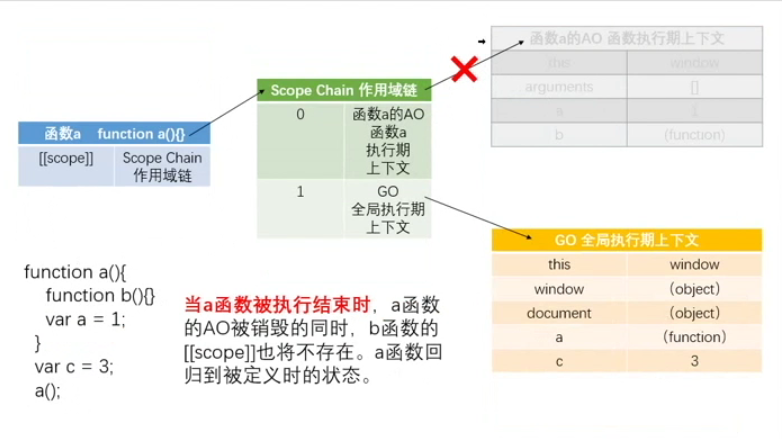 函数a的AO 函数执行期上下文
this window
arguments []
a 1
b (function)
Scope Chain 作用域链
0 函数a的AO
函数a
执行期
上下文
1 GO
全局执行期
上下文
函数a function a(){}
[[scope]] Scope Chain
作用域链
GO 全局执行期上下文
this window
window （object）
document （object）
a （function）
c 3
function a(){
function b(){}
var a = 1;
}
var c = 3;
a();
当a函数被执行结束时，a函数
的AO被销毁的同时，b函数的
[[scope]]也将不存在。a函数回
归到被定义时的状态。